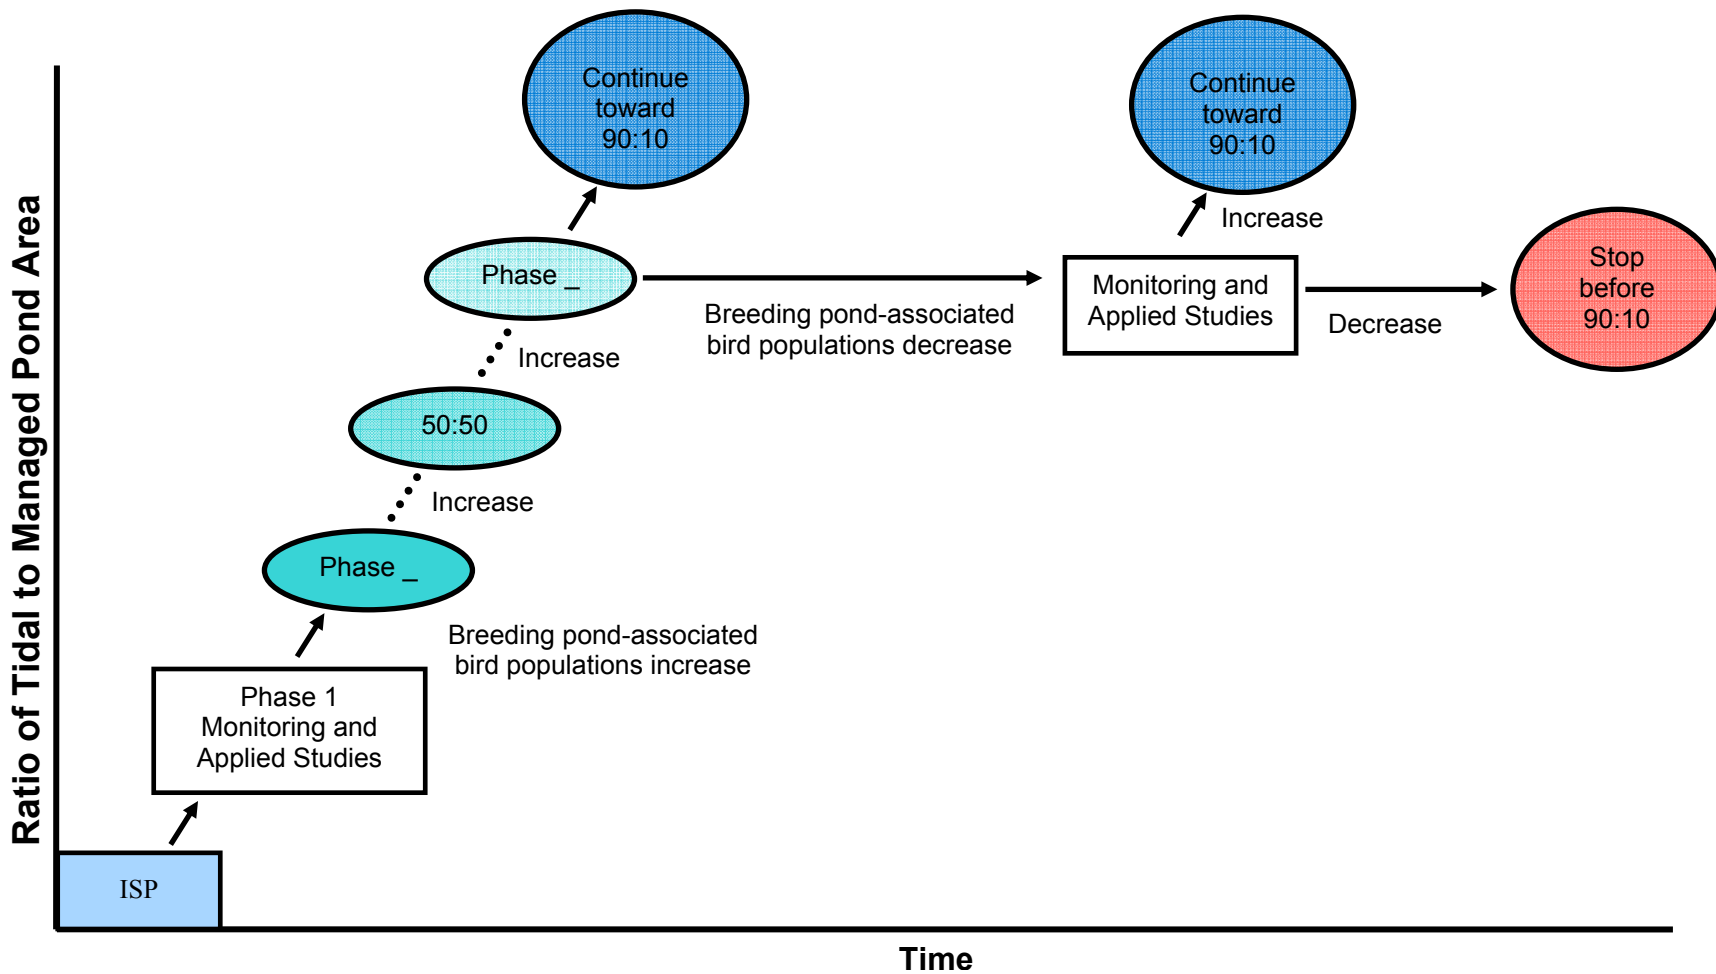 Continue
toward
90:10
Continue
toward
90:10
Increase
Phase _
Monitoring and
Applied Studies
Stop
before
90:10
Breeding pond-associated
bird populations decrease
Decrease
Increase
50:50
Increase
Phase _
Breeding pond-associated
bird populations increase
Phase 1
Monitoring and
Applied Studies
ISP
Ratio of Tidal to Managed Pond Area
Time